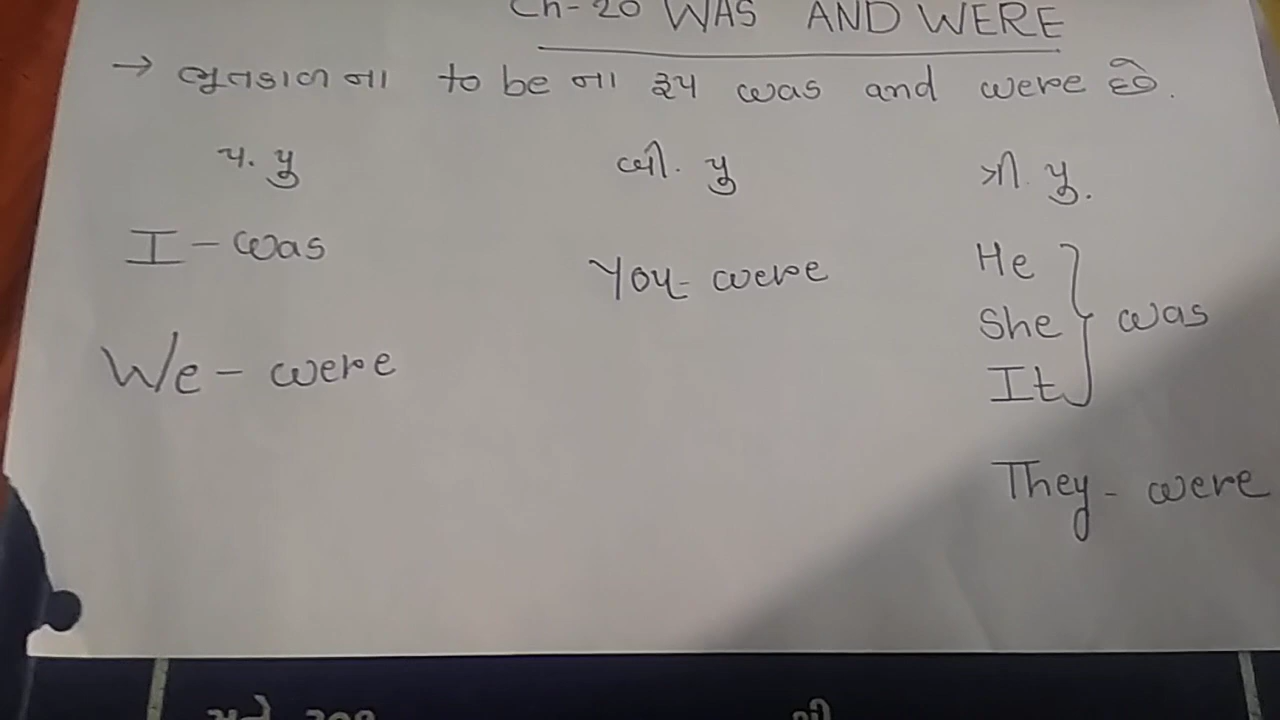 Ch-20 WAS AND WERE
→ ભૂતકાળ ના to be ના રૂપ was and were છે.
પ. પુ બી. પુ ત્રી. પુ.
I - was You - were He
She } was
We - were It
They - were